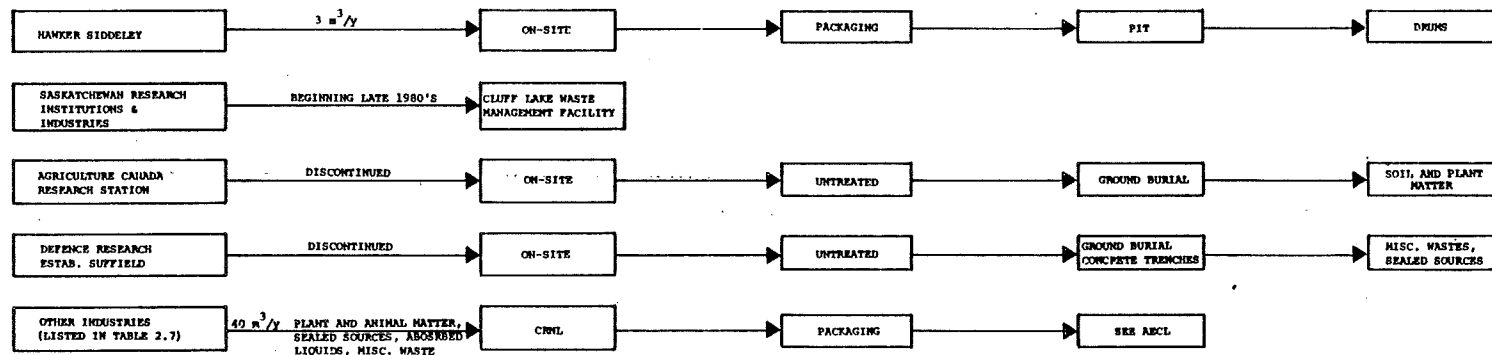 HAWKER SIDDELEY
3 m³/y
ON-SITE
PACKAGING
PIT
DRUMS
SASKATCHEWAN RESEARCH
INSTITUTIONS &
INDUSTRIES
BEGINNING LATE 1980'S
CLUFF LAKE WASTE
MANAGEMENT FACILITY
AGRICULTURE CANADA
RESEARCH STATION
DISCONTINUED
ON-SITE
UNTREATED
GROUND BURIAL
SOIL AND PLANT
MATTER
DEFENCE RESEARCH
ESTAB. SUFFIELD
DISCONTINUED
ON-SITE
UNTREATED
GROUND BURIAL
CONCRETE TRENCHES
MISC. WASTES,
SEALED SOURCES
OTHER INDUSTRIES
(LISTED IN TABLE 2.7)
40 m³/y
PLANT AND ANIMAL MATTER,
SEALED SOURCES, ABOSRBED
LIQUIDS, MISC. WASTE
CRNL
PACKAGING
SEE AECL